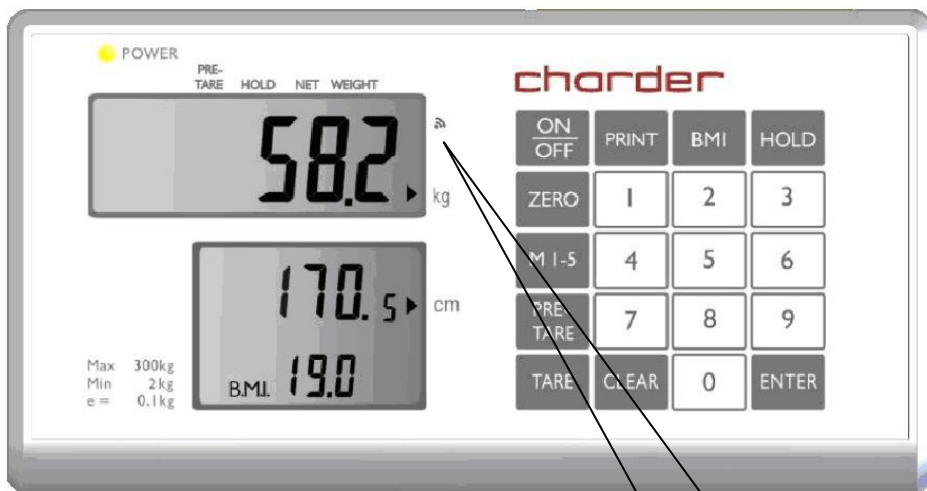 POWER
PRE-
TARE HOLD NET WEIGHT
58.2
kg
170.5
cm
B.M.I. 19.0
Max 300kg
Min 2kg
e = 0.1kg
charder
ON
OFF
PRINT
BMI
HOLD
ZERO
1
2
3
M 1-5
4
5
6
PRE-
TARE
7
8
9
TARE
CLEAR
0
ENTER